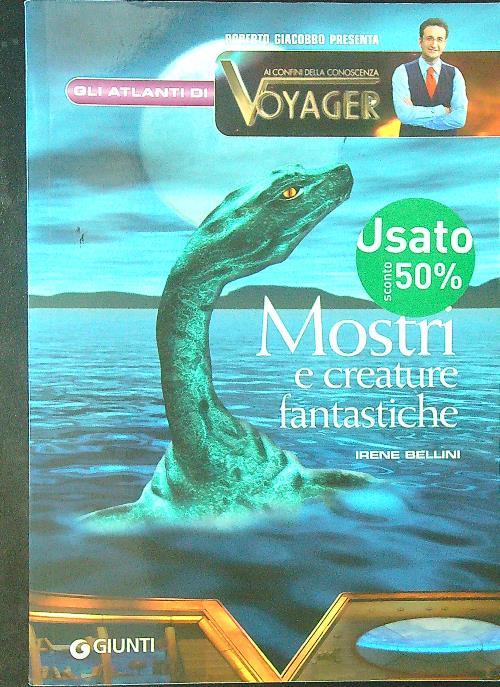 ROBERTO GIACOBBO PRESENTA
GLI ATLANTI DI
AI CONFINI DELLA CONOSCENZA
VOYAGER
Usato
sconto 50%
Mostri
e creature
fantastiche
IRENE BELLINI
GIUNTI